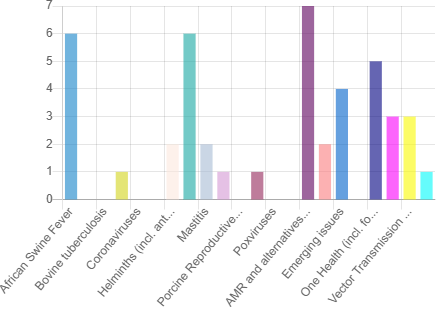 7
6
5
4
3
2
1
0
African Swine Fever
Bovine tuberculosis
Coronaviruses
Helminths (incl. ant...
Mastitis
Porcine Reproductive...
Poxviruses
AMR and alternatives...
Emerging issues
One Health (incl. fo...
Vector Transmission ...